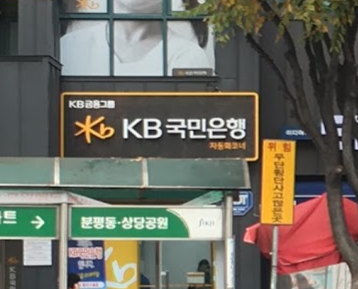 KB금융그룹
KB국민은행
자동화코너
위험
무단횡단사고많은곳
분평동·상당공원
트